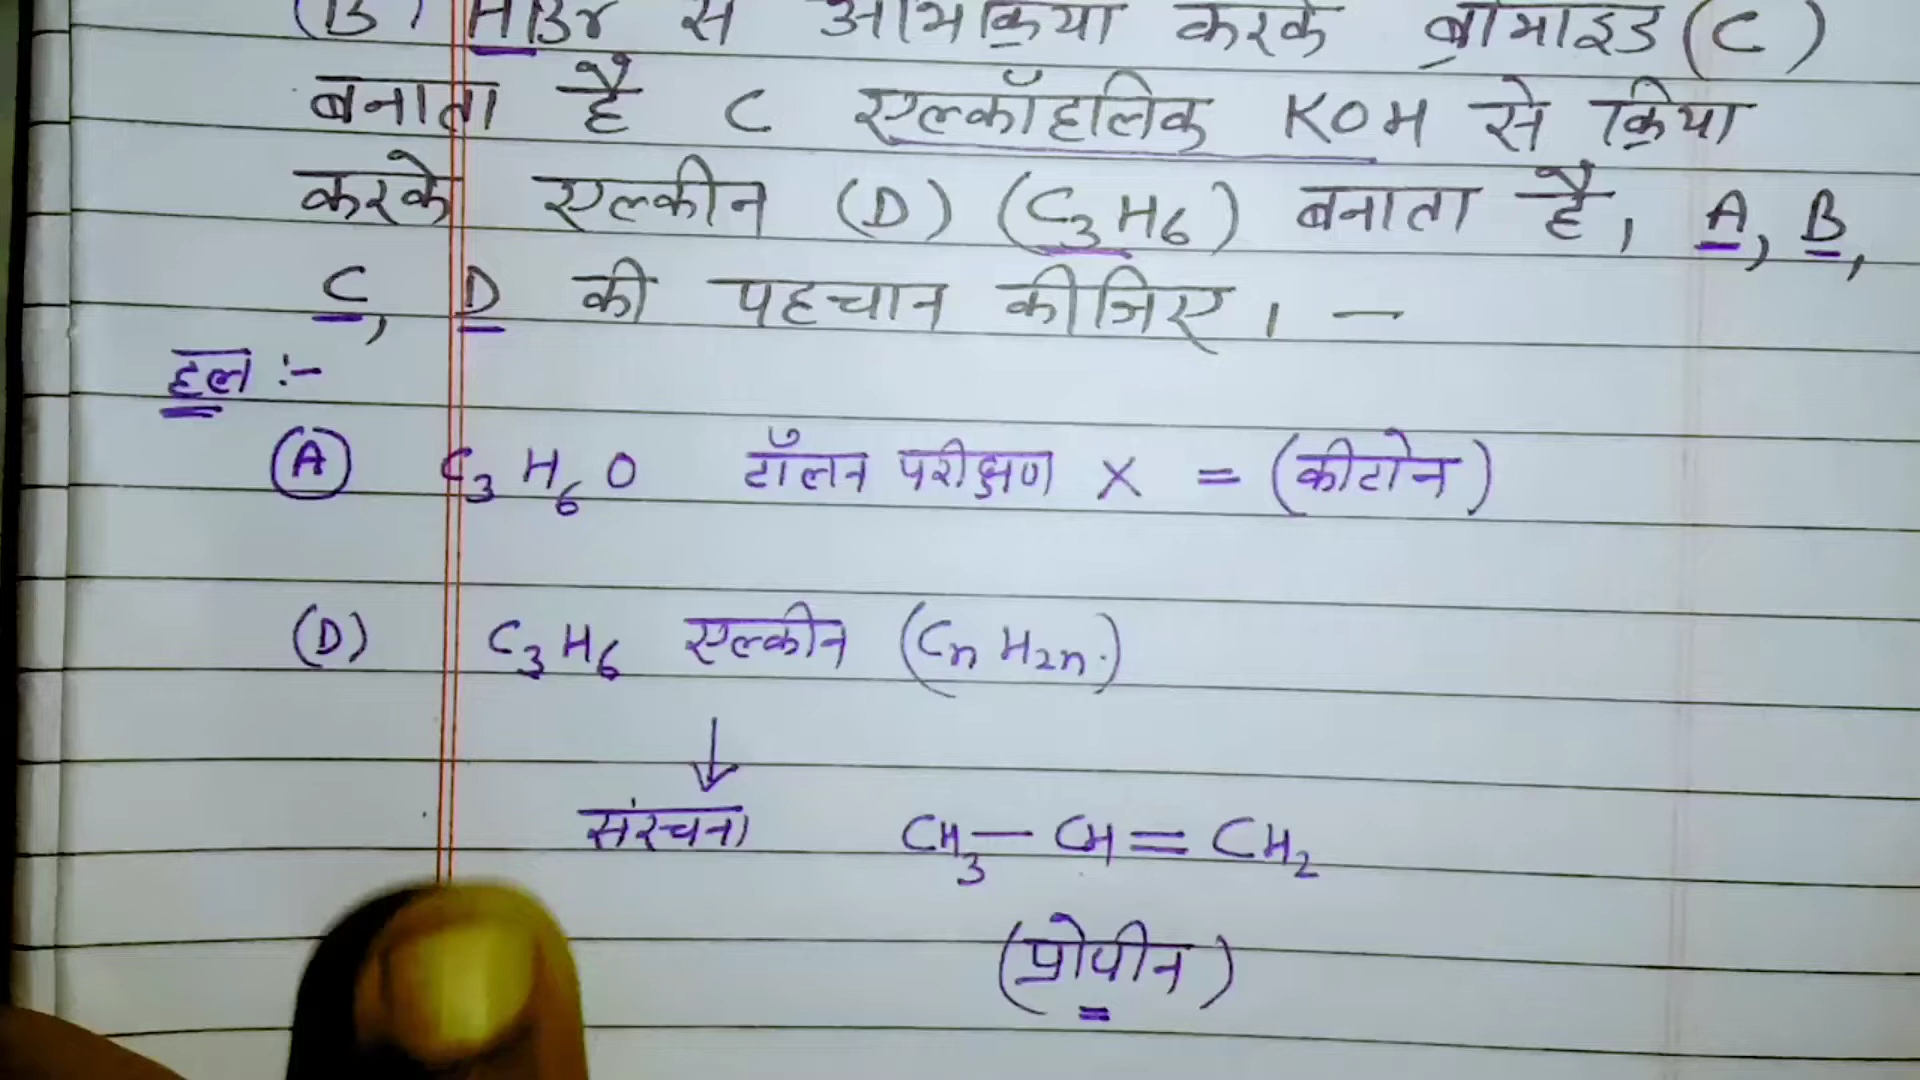 (B) HBr से अभिक्रिया करके ब्रोमाइड (C)
बनाता है C एल्कॉहलिक KOH से क्रिया
करके एल्कीन (D) (C₃H₆) बनाता है, A, B,
C, D की पहचान कीजिए। —
हल :-
(A) C₃H₆O टॉलन परीक्षण X = (कीटोन)
(D) C₃H₆ एल्कीन (CnH2n.)
↓
संरचना CH₃ — CH = CH₂
(प्रोपीन)